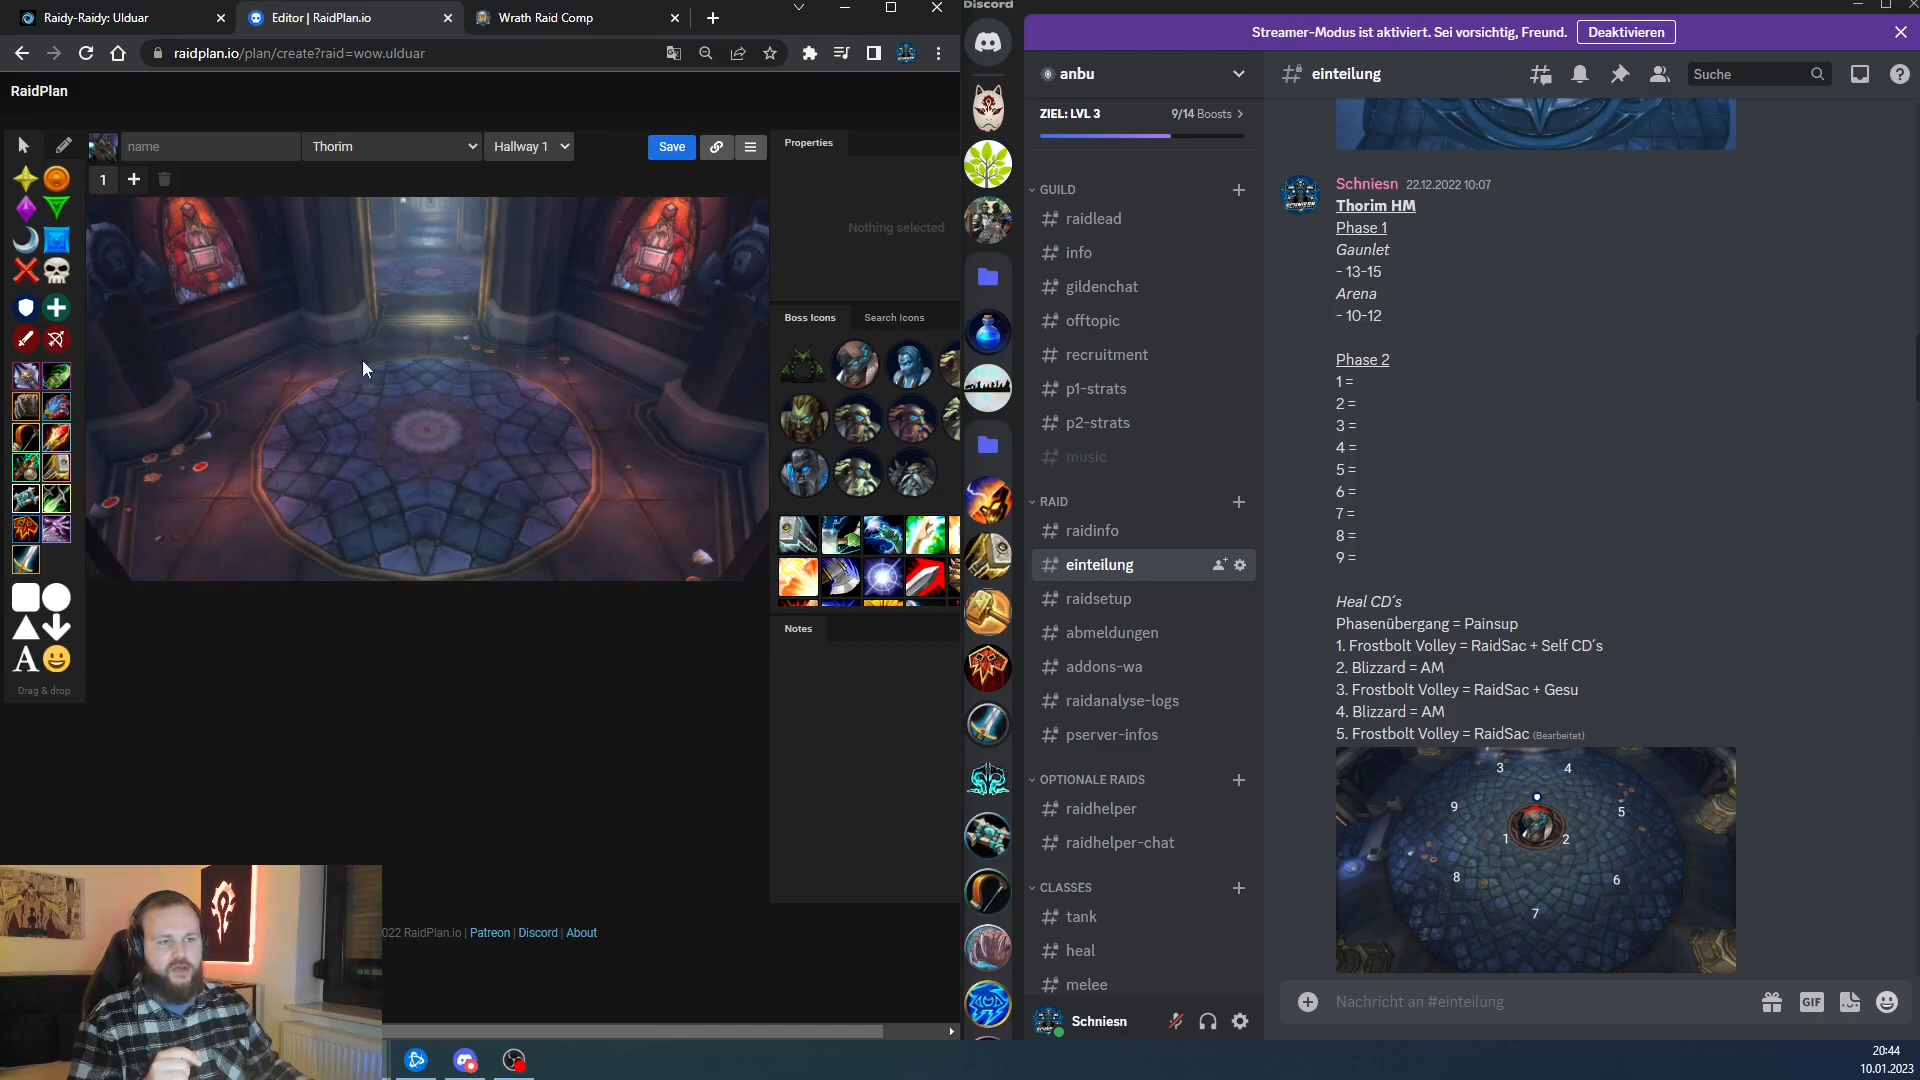 Raidy-Raidy: Ulduar
Editor | RaidPlan.io
Wrath Raid Comp
raidplan.io/plan/create?raid=wow.ulduar
RaidPlan
name
Thorim
Hallway 1
Save
1
Drag & drop
Properties
Nothing selected
Boss Icons
Search Icons
Notes
022 RaidPlan.io | Patreon | Discord | About
Discord
Streamer-Modus ist aktiviert. Sei vorsichtig, Freund.
Deaktivieren
anbu
ZIEL: LVL 3
9/14 Boosts
GUILD
raidlead
info
gildenchat
offtopic
recruitment
p1-strats
p2-strats
music
RAID
raidinfo
einteilung
raidsetup
abmeldungen
addons-wa
raidanalyse-logs
pserver-infos
OPTIONALE RAIDS
raidhelper
raidhelper-chat
CLASSES
tank
heal
melee
Schniesn
einteilung
Suche
Schniesn 22.12.2022 10:07
Thorim HM
Phase 1
Gaunlet
- 13-15
Arena
- 10-12
Phase 2
1 =
2 =
3 =
4 =
5 =
6 =
7 =
8 =
9 =
Heal CD´s
Phasenübergang = Painsup
1. Frostbolt Volley = RaidSac + Self CD´s
2. Blizzard = AM
3. Frostbolt Volley = RaidSac + Gesu
4. Blizzard = AM
5. Frostbolt Volley = RaidSac (Bearbeitet)
3 4
9 5
1 2
8 6
7
Nachricht an #einteilung
GIF
20:44
10.01.2023